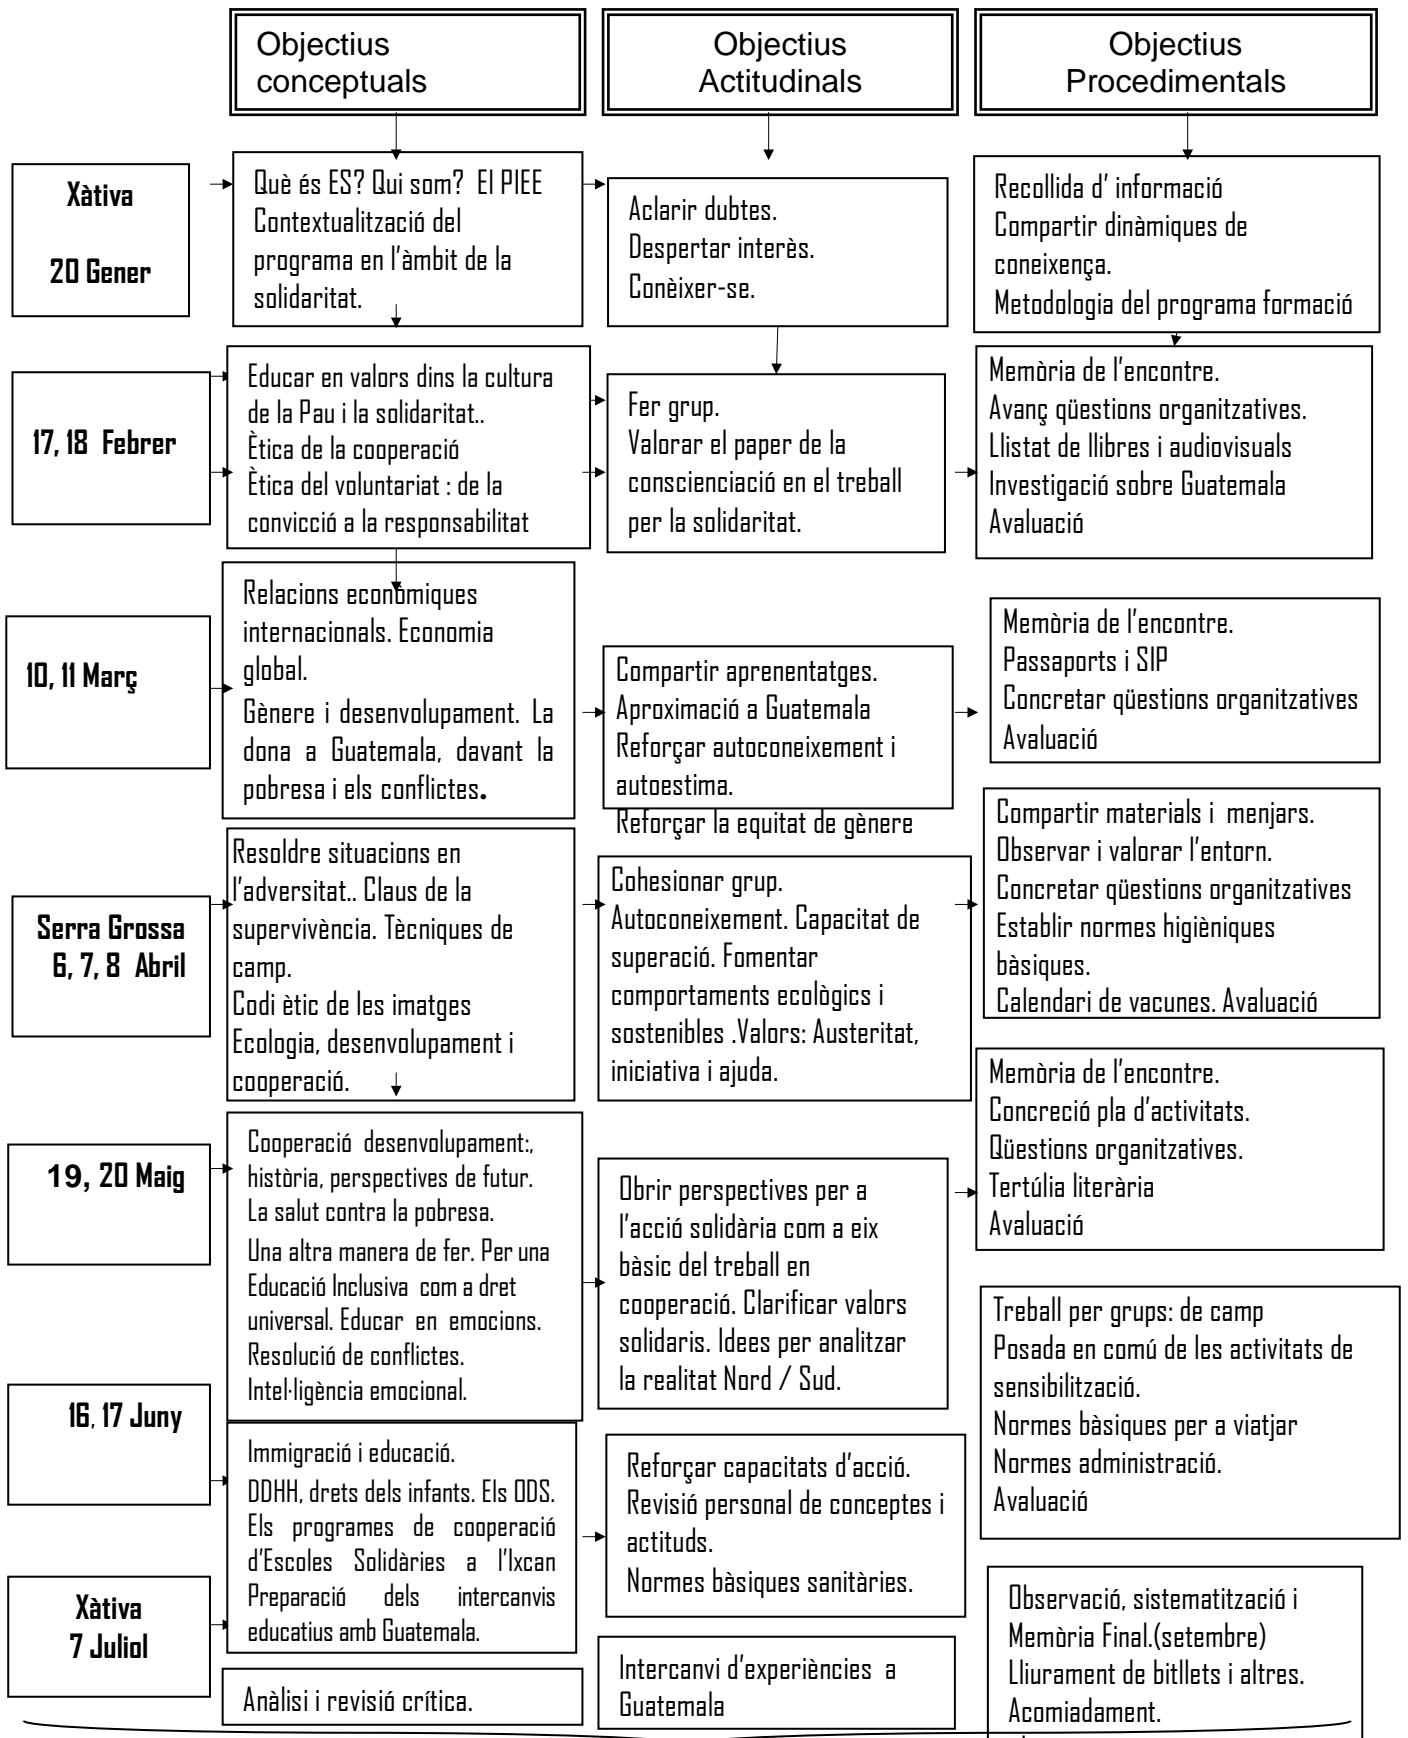 Objectius
conceptuals
Objectius
Actitudinals
Objectius
Procedimentals
Xàtiva
20 Gener
Què és ES? Qui som? El PIEE
Contextualització del
programa en l'àmbit de la
solidaritat.
Aclarir dubtes.
Despertar interès.
Conèixer-se.
Recollida d' informació
Compartir dinàmiques de
coneixença.
Metodologia del programa formació
17, 18 Febrer
Educar en valors dins la cultura
de la Pau i la solidaritat..
Ètica de la cooperació
Ètica del voluntariat : de la
convicció a la responsabilitat
Fer grup.
Valorar el paper de la
conscienciació en el treball
per la solidaritat.
Memòria de l'encontre.
Avanç qüestions organitzatives.
Llistat de llibres i audiovisuals
Investigació sobre Guatemala
Avaluació
10, 11 Març
Relacions econòmiques
internacionals. Economia
global.
Gènere i desenvolupament. La
dona a Guatemala, davant la
pobresa i els conflictes.
Compartir aprenentatges.
Aproximació a Guatemala
Reforçar autoconeixement i
autoestima.
Reforçar la equitat de gènere
Memòria de l'encontre.
Passaports i SIP
Concretar qüestions organitzatives
Avaluació
Serra Grossa
6, 7, 8 Abril
Resoldre situacions en
l'adversitat.. Claus de la
supervivència. Tècniques de
camp.
Codi ètic de les imatges
Ecologia, desenvolupament i
cooperació.
Cohesionar grup.
Autoconeixement. Capacitat de
superació. Fomentar
comportaments ecològics i
sostenibles .Valors: Austeritat,
iniciativa i ajuda.
Compartir materials i menjars.
Observar i valorar l'entorn.
Concretar qüestions organitzatives
Establir normes higièniques
bàsiques.
Calendari de vacunes. Avaluació
19, 20 Maig
Cooperació desenvolupament:,
història, perspectives de futur.
La salut contra la pobresa.
Una altra manera de fer. Per una
Educació Inclusiva com a dret
universal. Educar en emocions.
Resolució de conflictes.
Intel·ligència emocional.
Obrir perspectives per a
l'acció solidària com a eix
bàsic del treball en
cooperació. Clarificar valors
solidaris. Idees per analitzar
la realitat Nord / Sud.
Memòria de l'encontre.
Concreció pla d'activitats.
Qüestions organitzatives.
Tertúlia literària
Avaluació
16, 17 Juny
Immigració i educació.
DDHH, drets dels infants. Els ODS.
Els programes de cooperació
d'Escoles Solidàries a l'Ixcan
Preparació dels intercanvis
educatius amb Guatemala.
Reforçar capacitats d'acció.
Revisió personal de conceptes i
actituds.
Normes bàsiques sanitàries.
Treball per grups: de camp
Posada en comú de les activitats de
sensibilització.
Normes bàsiques per a viatjar
Normes administració.
Avaluació
Xàtiva
7 Juliol
Anàlisi i revisió crítica.
Intercanvi d'experiències a
Guatemala
Observació, sistematització i
Memòria Final.(setembre)
Lliurament de bitllets i altres.
Acomiadament.